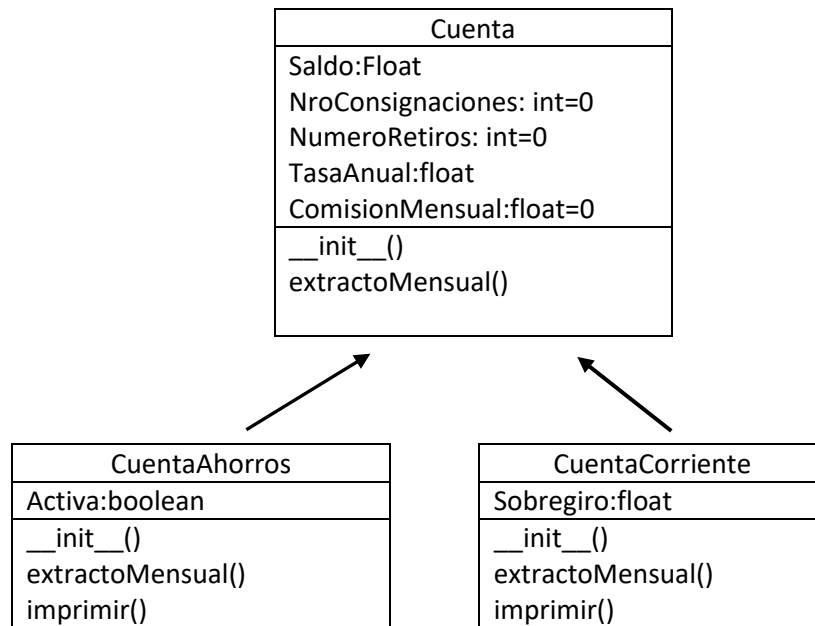 Cuenta
Saldo:Float
NroConsignaciones: int=0
NumeroRetiros: int=0
TasaAnual:float
ComisionMensual:float=0
__init__()
extractoMensual()
CuentaAhorros
Activa:boolean
__init__()
extractoMensual()
imprimir()
CuentaCorriente
Sobregiro:float
__init__()
extractoMensual()
imprimir()